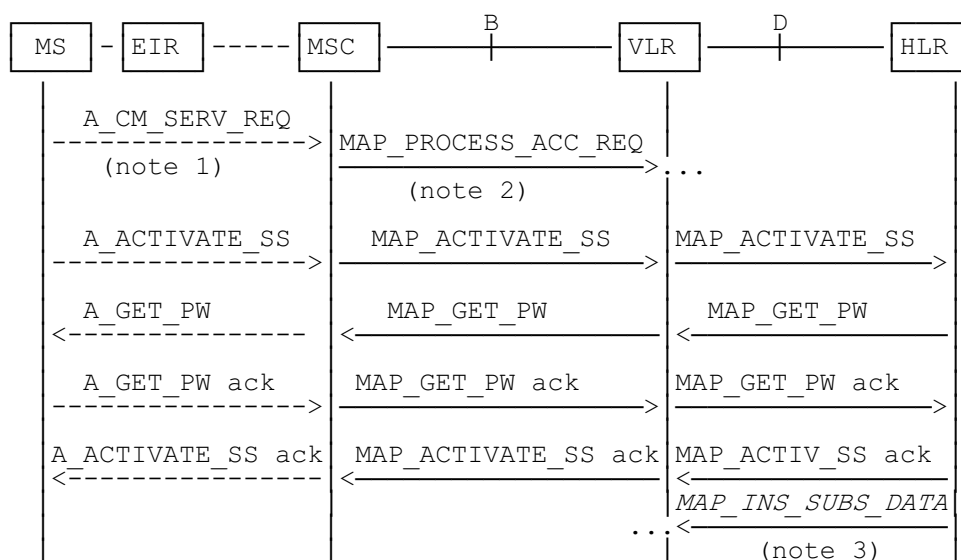 B D
MS EIR MSC VLR HLR
A_CM_SERV_REQ
MAP_PROCESS_ACC_REQ
(note 1) ...
(note 2)
A_ACTIVATE_SS MAP_ACTIVATE_SS MAP_ACTIVATE_SS
A_GET_PW MAP_GET_PW MAP_GET_PW
A_GET_PW ack MAP_GET_PW ack MAP_GET_PW ack
A_ACTIVATE_SS ack MAP_ACTIVATE_SS ack MAP_ACTIV_SS ack
MAP_INS_SUBS_DATA
...
(note 3)